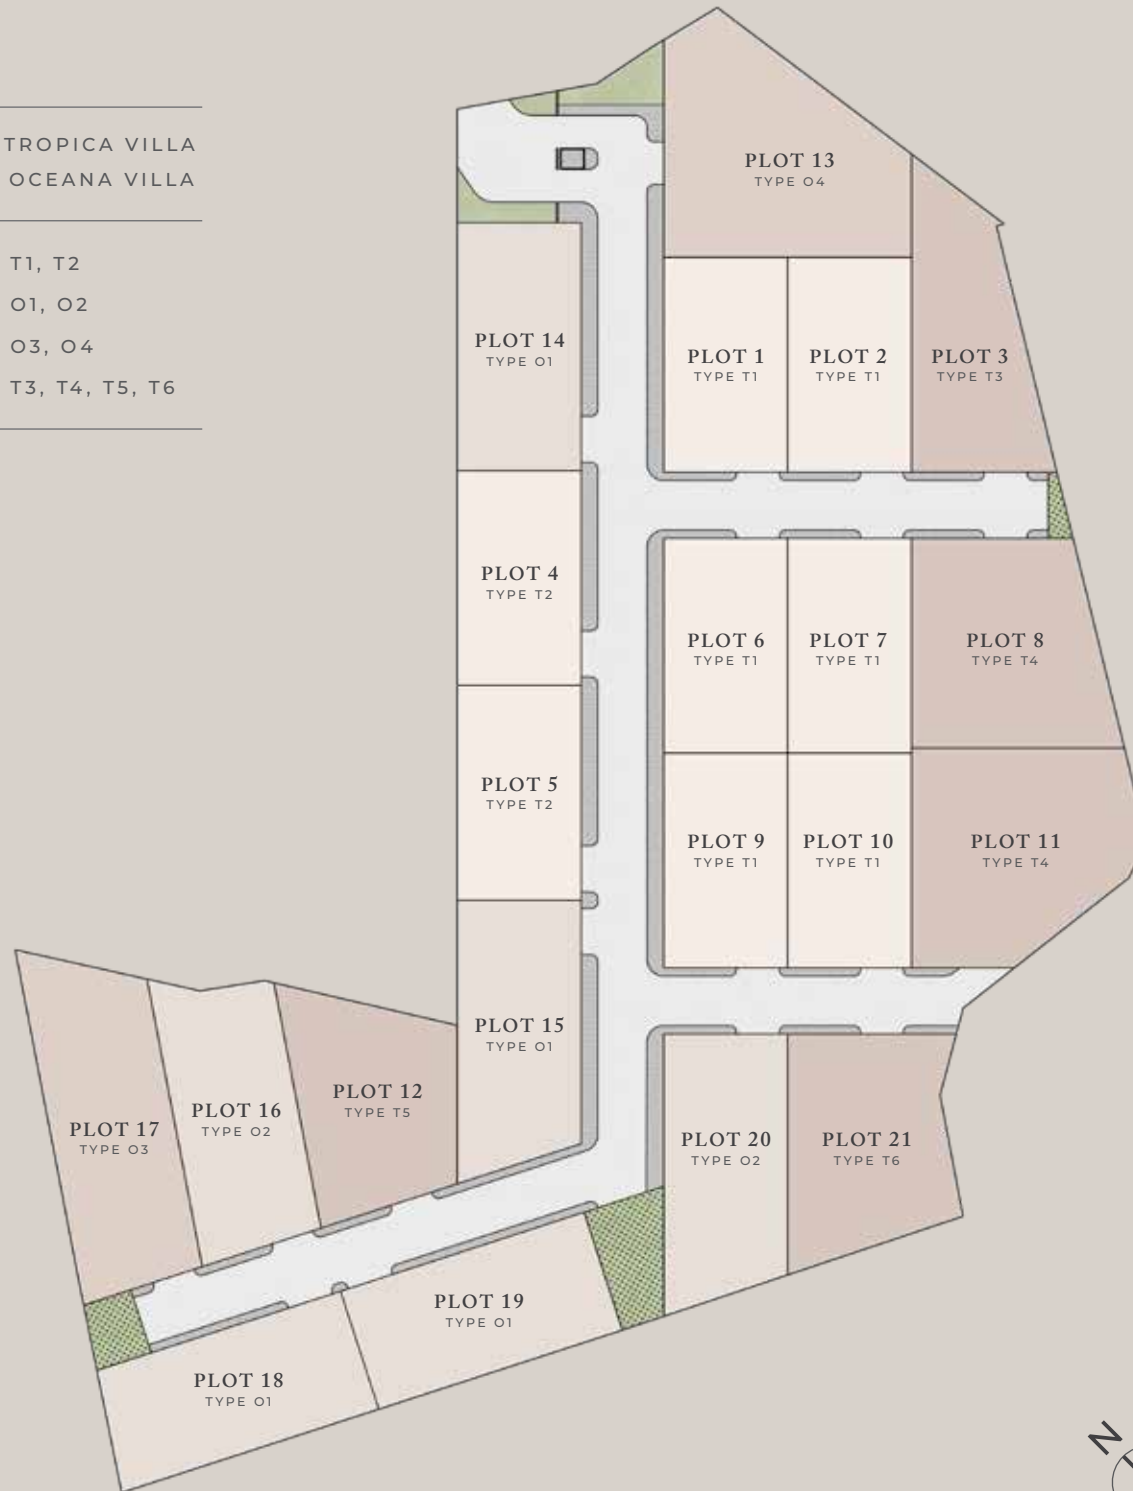 TROPICA VILLA
OCEANA VILLA
T1, T2
O1, O2
O3, O4
T3, T4, T5, T6
PLOT 13
TYPE O4
PLOT 14
TYPE O1
PLOT 1
TYPE T1
PLOT 2
TYPE T1
PLOT 3
TYPE T3
PLOT 4
TYPE T2
PLOT 6
TYPE T1
PLOT 7
TYPE T1
PLOT 8
TYPE T4
PLOT 5
TYPE T2
PLOT 9
TYPE T1
PLOT 10
TYPE T1
PLOT 11
TYPE T4
PLOT 15
TYPE O1
PLOT 12
TYPE T5
PLOT 16
TYPE O2
PLOT 17
TYPE O3
PLOT 20
TYPE O2
PLOT 21
TYPE T6
PLOT 19
TYPE O1
PLOT 18
TYPE O1
N